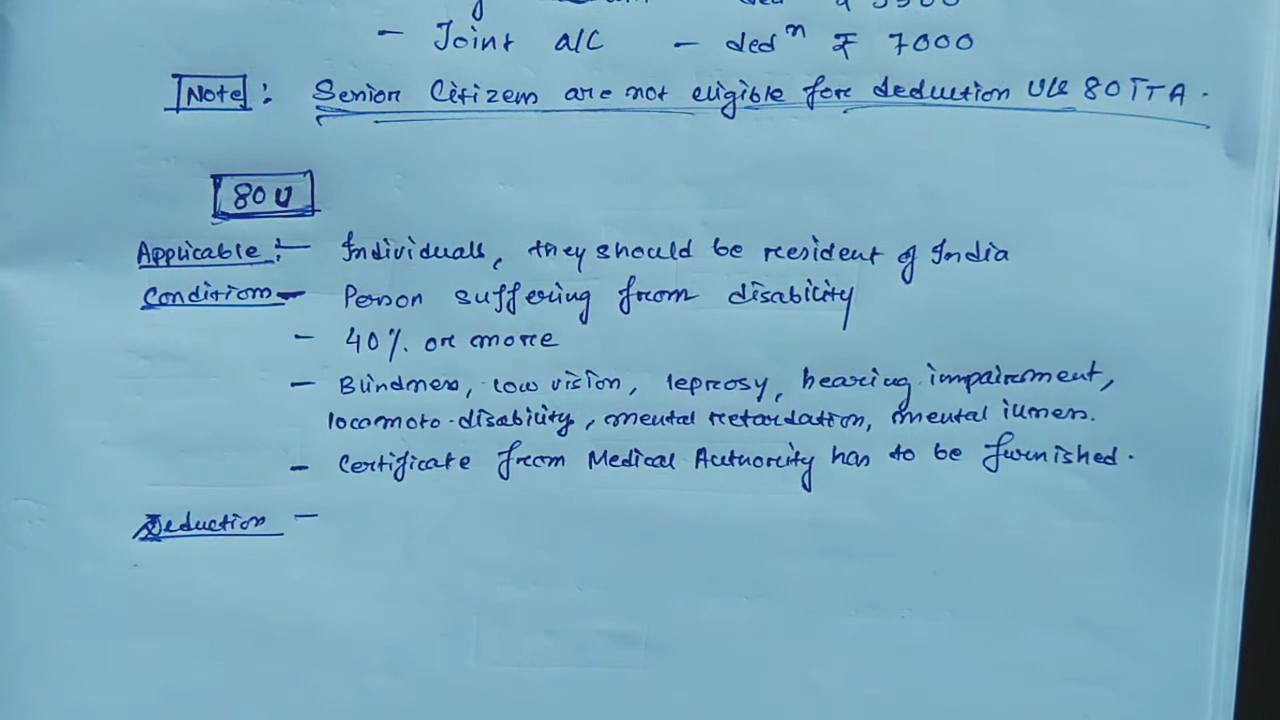 - Joint a/c - dedn ₹ 7000
Note : Senior Citizens are not eligible for deduction U/S 80TTA.
80U
Applicable :- Individuals, they should be resident of India
Condition - Person suffering from disability
- 40% or more
- Blindness, low vision, leprosy, hearing impairment,
locomoto disability, mental retardation, mental illness.
- Certificate from Medical Authority has to be furnished.
Deduction -